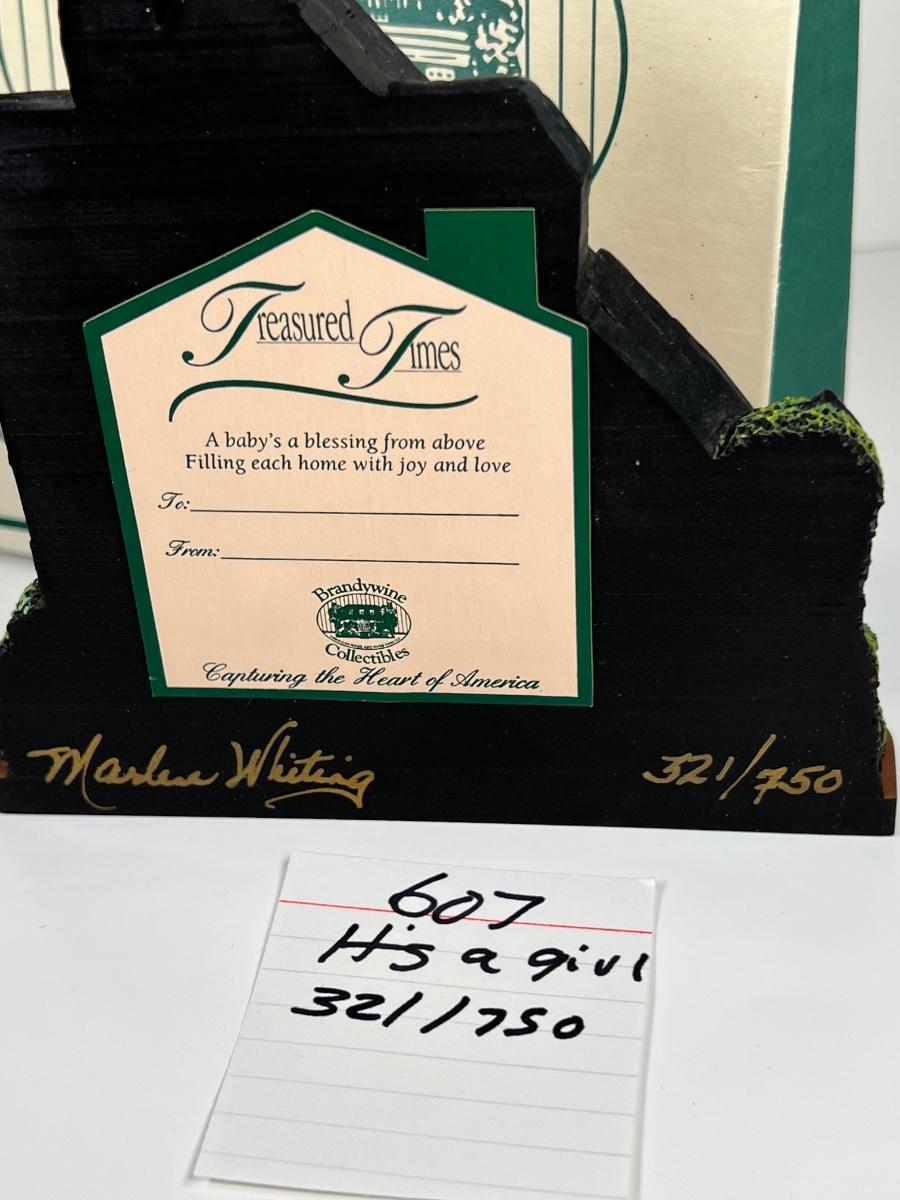 Treasured Times
A baby's a blessing from above
Filling each home with joy and love
To:
From:
Brandywine
Collectibles
Capturing the Heart of America
Marlene Whiting
321/750
607
It's a girl
321/750